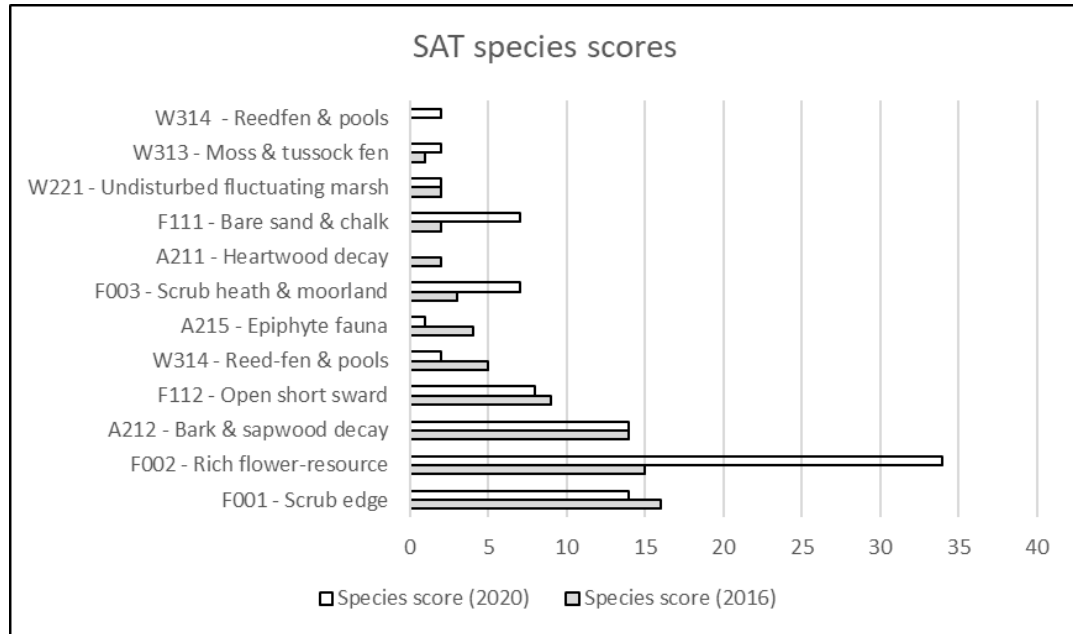 SAT species scores
W314 - Reedfen & pools
W313 - Moss & tussock fen
W221 - Undisturbed fluctuating marsh
F111 - Bare sand & chalk
A211 - Heartwood decay
F003 - Scrub heath & moorland
A215 - Epiphyte fauna
W314 - Reed-fen & pools
F112 - Open short sward
A212 - Bark & sapwood decay
F002 - Rich flower-resource
F001 - Scrub edge
0 5 10 15 20 25 30 35 40
Species score (2020) Species score (2016)